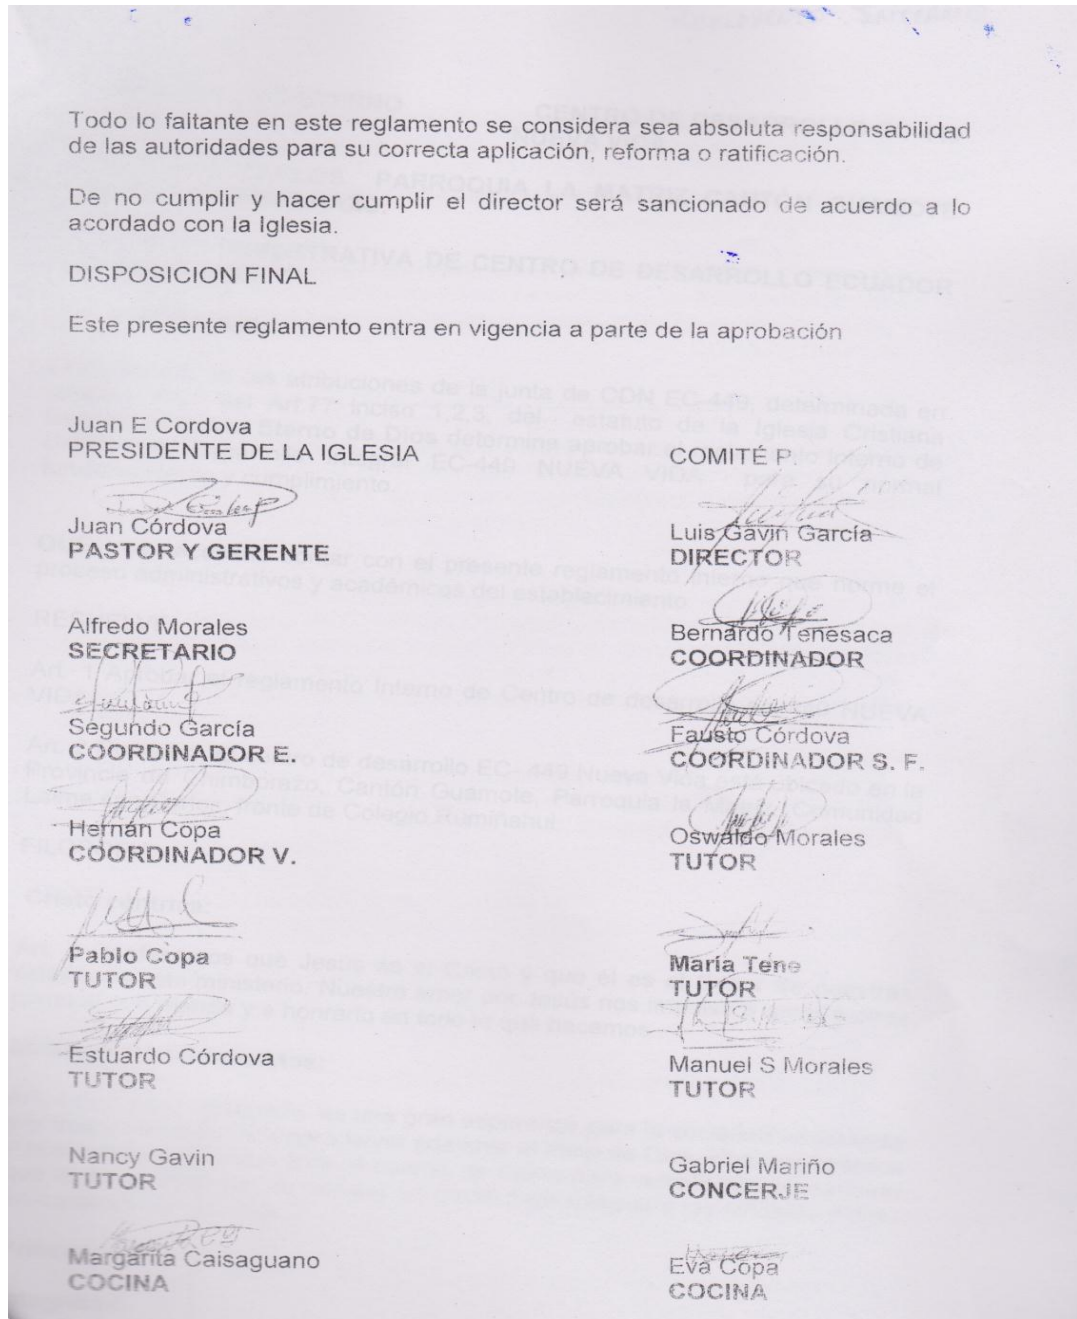 Todo lo faltante en este reglamento se considera sea absoluta responsabilidad
de las autoridades para su correcta aplicación, reforma o ratificación.
De no cumplir y hacer cumplir el director será sancionado de acuerdo a lo
acordado con la Iglesia.
DISPOSICION FINAL
Este presente reglamento entra en vigencia a parte de la aprobación
Juan E Cordova
PRESIDENTE DE LA IGLESIA
COMITÉ P.
Juan Córdova
PASTOR Y GERENTE
Luis Gavin García
DIRECTOR
Alfredo Morales
SECRETARIO
Bernardo Tenesaca
COORDINADOR
Segundo García
COORDINADOR E.
Fausto Córdova
COORDINADOR S. F.
Hernán Copa
COORDINADOR V.
Oswaldo Morales
TUTOR
Pablo Copa
TUTOR
María Tene
TUTOR
Estuardo Córdova
TUTOR
Manuel S Morales
TUTOR
Nancy Gavin
TUTOR
Gabriel Mariño
CONCERJE
Margarita Caisaguano
COCINA
Eva Copa
COCINA